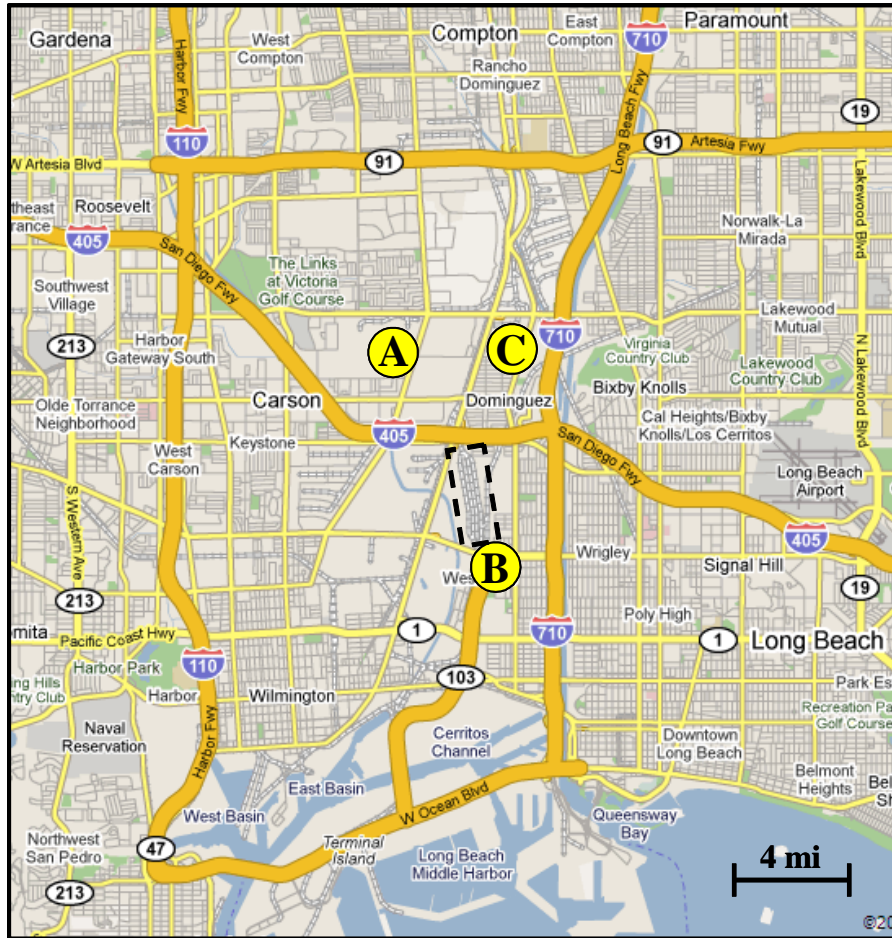 Gardena
West
Compton
Compton
East
Compton
Paramount
Rancho
Dominguez
710
Harbor Fwy
Long Beach Fwy
110
19
W Artesia Blvd
91
91
Artesia Fwy
Roosevelt
405
San Diego Fwy
Lakewood Blvd
Norwalk-La
Mirada
The Links
at Victoria
Golf Course
Southwest
Village
213
Harbor
Gateway South
A
C
710
Lakewood
Mutual
Virginia
Country Club
Lakewood
Country Club
N Lakewood Blvd
Bixby Knolls
Carson
Dominguez
Olde Torrance
Neighborhood
Cal Heights/Bixby
Knolls/Los Cerritos
405
Keystone
San Diego Fwy
West
Carson
Long Beach
Airport
S Western Ave
405
B
Wrigley
Signal Hill
213
19
Poly High
Pacific Coast Hwy
1
710
1
Long Beach
Harbor Park
110
103
Park
Harbor
Wilmington
Recreation
Golf Course
Naval
Reservation
Harbor Fwy
Cerritos
Channel
Downtown
Long Beach
East Basin
Belmont
Heights
West Basin
W Ocean Blvd
Queensway
Bay
47
Northwest
San Pedro
Terminal
Island
Long Beach
Middle Harbor
4 mi
213